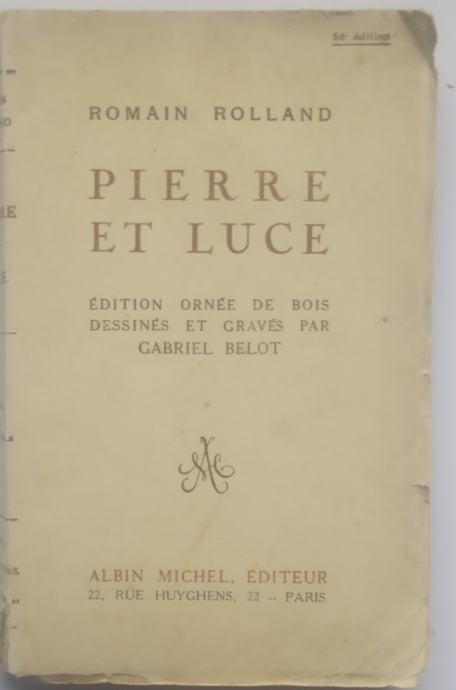 56e édition
ROMAIN ROLLAND
PIERRE
ET LUCE
ÉDITION ORNÉE DE BOIS
DESSINÉS ET GRAVÉS PAR
GABRIEL BELOT
ALBIN MICHEL, ÉDITEUR
22, RUE HUYGHENS, 22 -- PARIS